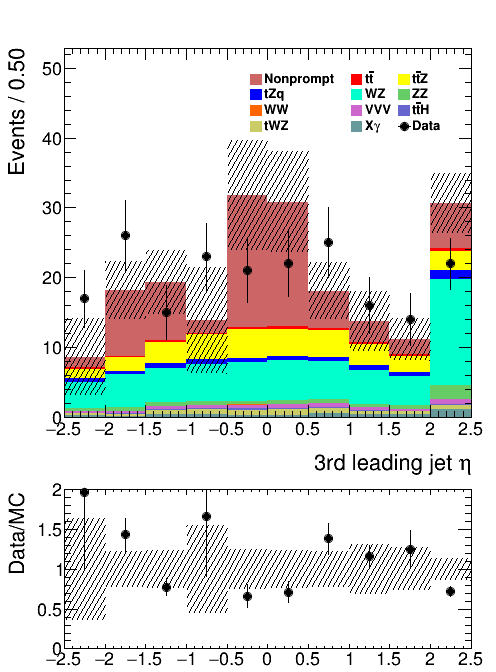 Events / 0.50
50
40
30
20
10
0
Nonprompt tt̄ tt̄Z
tZq WZ ZZ
WW VVV tt̄H
tWZ Xγ Data
−2.5 −2 −1.5 −1 −0.5 0 0.5 1 1.5 2 2.5
3rd leading jet η
Data/MC
2
1.5
1
0.5
0
−2.5 −2 −1.5 −1 −0.5 0 0.5 1 1.5 2 2.5